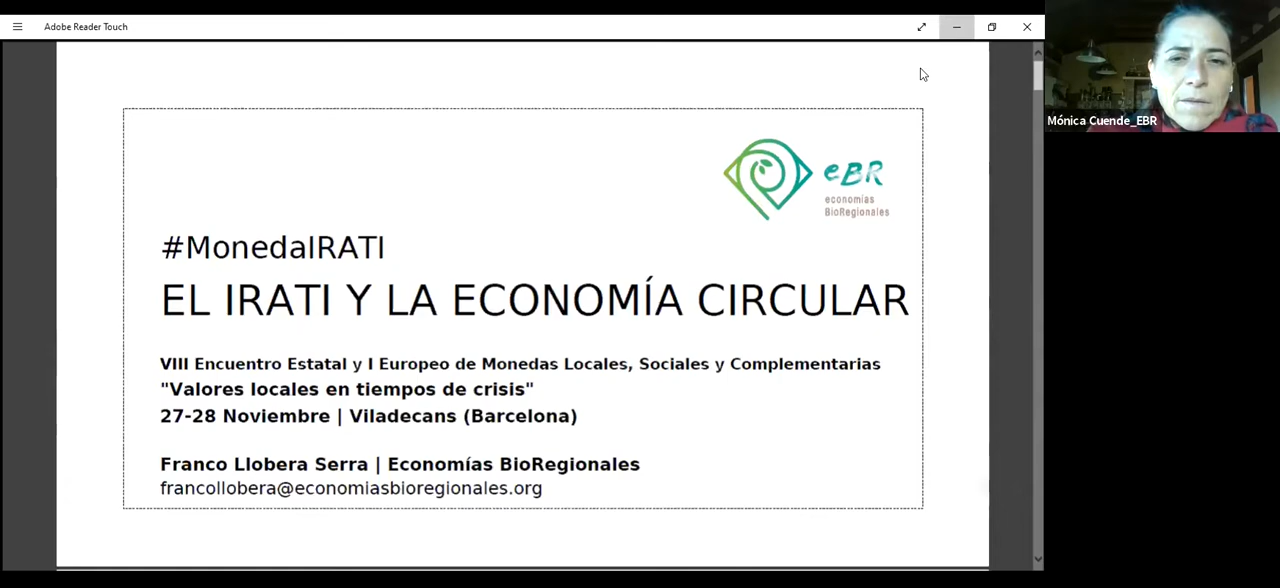 Adobe Reader Touch
Mónica Cuende_EBR
eBR
economías
BioRegionales
#MonedaIRATI
EL IRATI Y LA ECONOMÍA CIRCULAR
VIII Encuentro Estatal y I Europeo de Monedas Locales, Sociales y Complementarias
"Valores locales en tiempos de crisis"
27-28 Noviembre | Viladecans (Barcelona)
Franco Llobera Serra | Economías BioRegionales
francollobera@economiasbioregionales.org